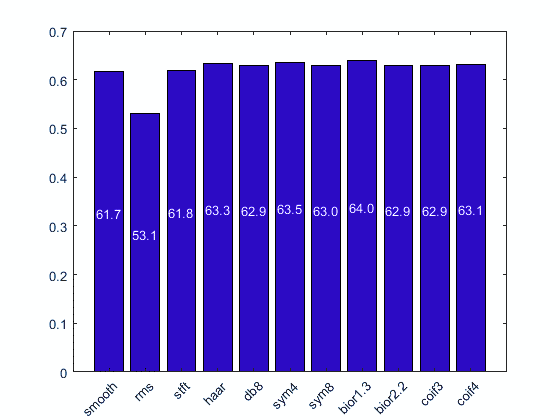 0.7
0.6
0.5
0.4
0.3
0.2
0.1
0
61.7
53.1
61.8
63.3
62.9
63.5
63.0
64.0
62.9
62.9
63.1
smooth
rms
stft
haar
db8
sym4
sym8
bior1.3
bior2.2
coif3
coif4